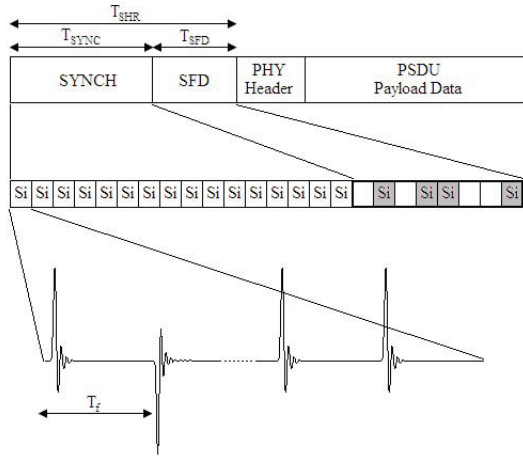 T_SHR
T_SYNC T_SFD
SYNCH SFD PHY Header PSDU Payload Data
Si Si Si Si Si Si Si Si Si Si Si Si Si Si Si Si Si Si Si Si
T_f